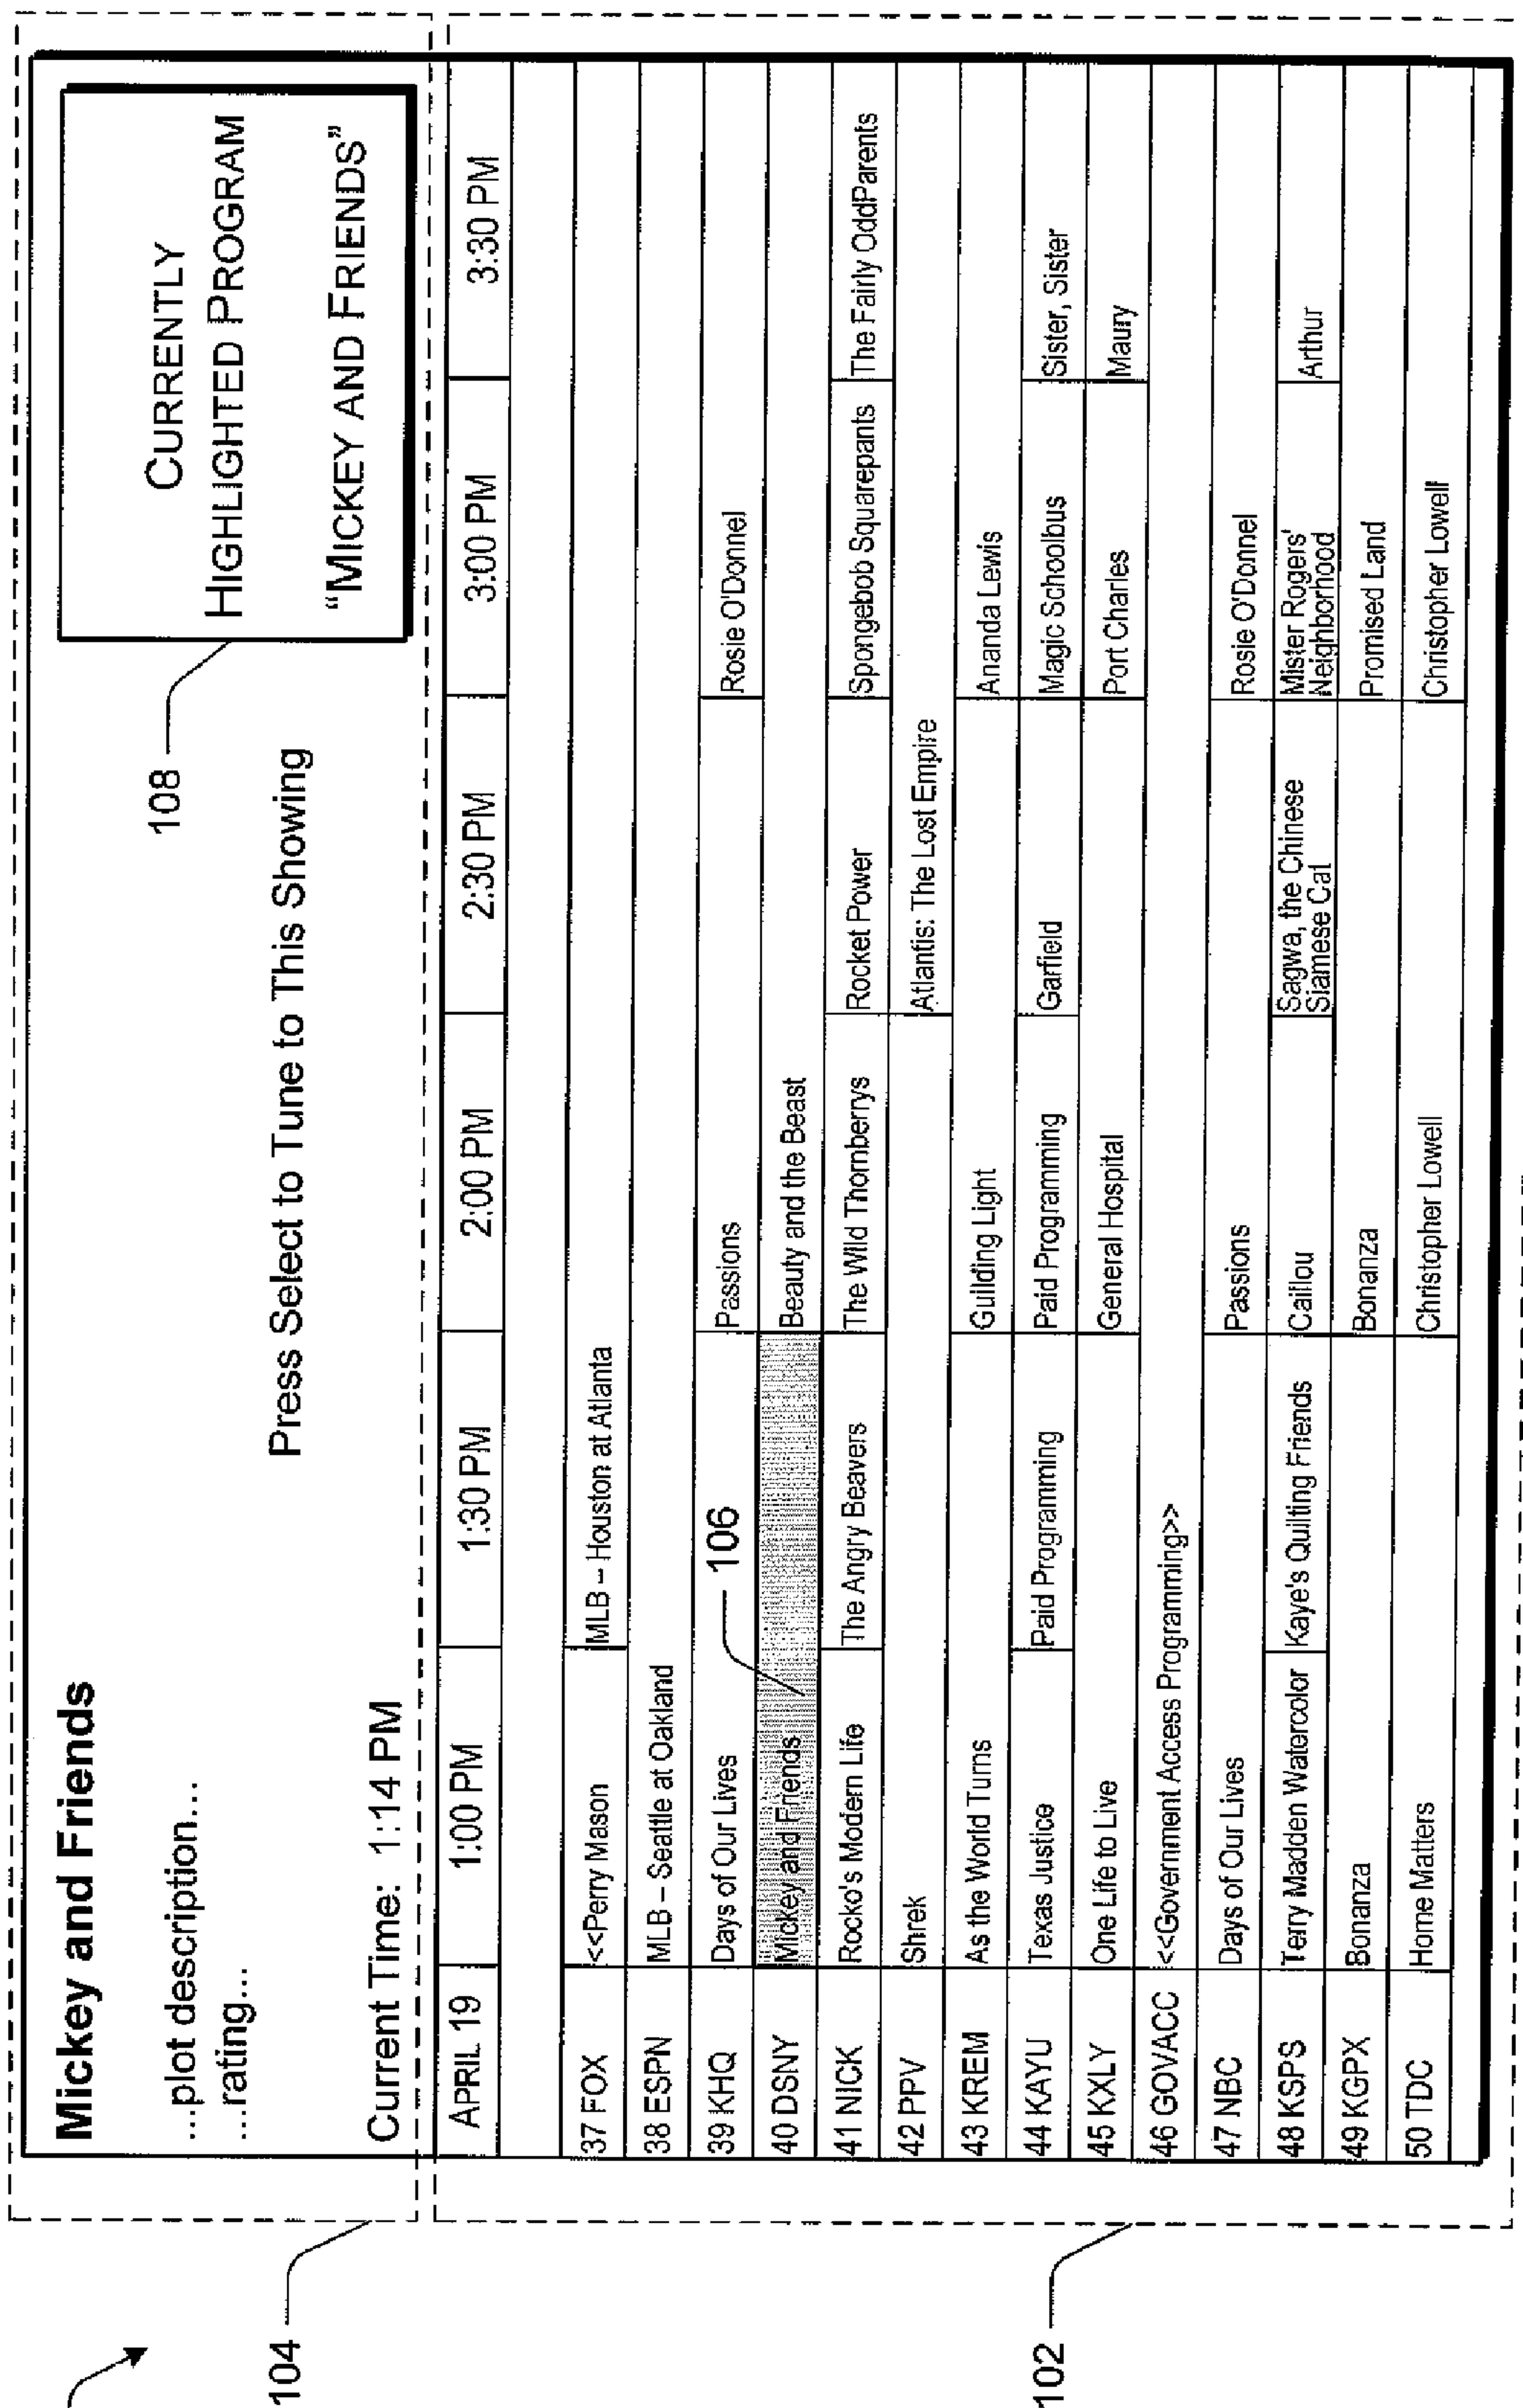 Mickey and Friends
...plot description...
...rating...
Press Select to Tune to This Showing
Current Time: 1:14 PM
CURRENTLY
HIGHLIGHTED PROGRAM
"MICKEY AND FRIENDS"
108
104
APRIL 19 1:00 PM 1:30 PM 2:00 PM 2:30 PM 3:00 PM 3:30 PM
37 FOX <<Perry Mason MLB – Houston at Atlanta
38 ESPN MLB – Seattle at Oakland
39 KHQ Days of Our Lives Passions Rosie O'Donnel
106
40 DSNY Mickey and Friends Beauty and the Beast
41 NICK Rocko's Modern Life The Angry Beavers The Wild Thornberrys Rocket Power Spongebob Squarepants The Fairly OddParents
42 PPV Shrek Atlantis: The Lost Empire
43 KREM As the World Turns Guilding Light Ananda Lewis
44 KAYU Texas Justice Paid Programming Paid Programming Garfield Magic Schoolbus Sister, Sister
45 KXLY One Life to Live General Hospital Port Charles Maury
46 GOVACC <<Government Access Programming>>
47 NBC Days of Our Lives Passions Rosie O'Donnel
48 KSPS Terry Madden Watercolor Kaye's Quilting Friends Caillou Sagwa, the Chinese Siamese Cat Mister Rogers' Neighborhood Arthur
49 KGPX Bonanza Bonanza Promised Land
50 TDC Home Matters Christopher Lowell Christopher Lowell
102